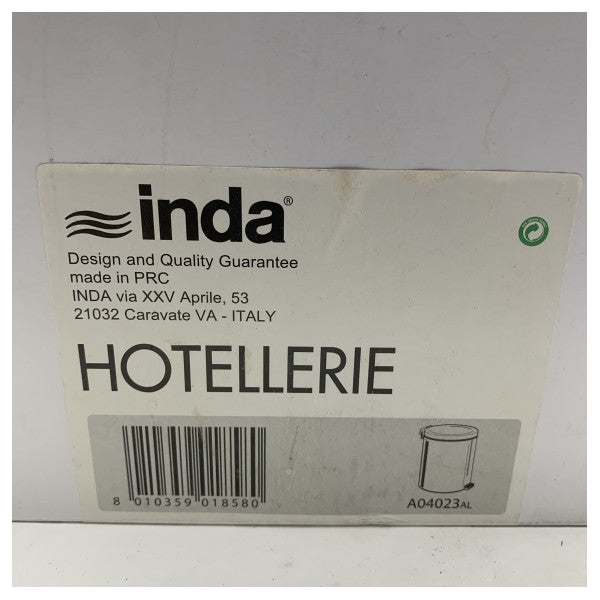 inda®
Design and Quality Guarantee
made in PRC
INDA via XXV Aprile, 53
21032 Caravate VA - ITALY
HOTELLERIE
8 010359 018580
A04023AL